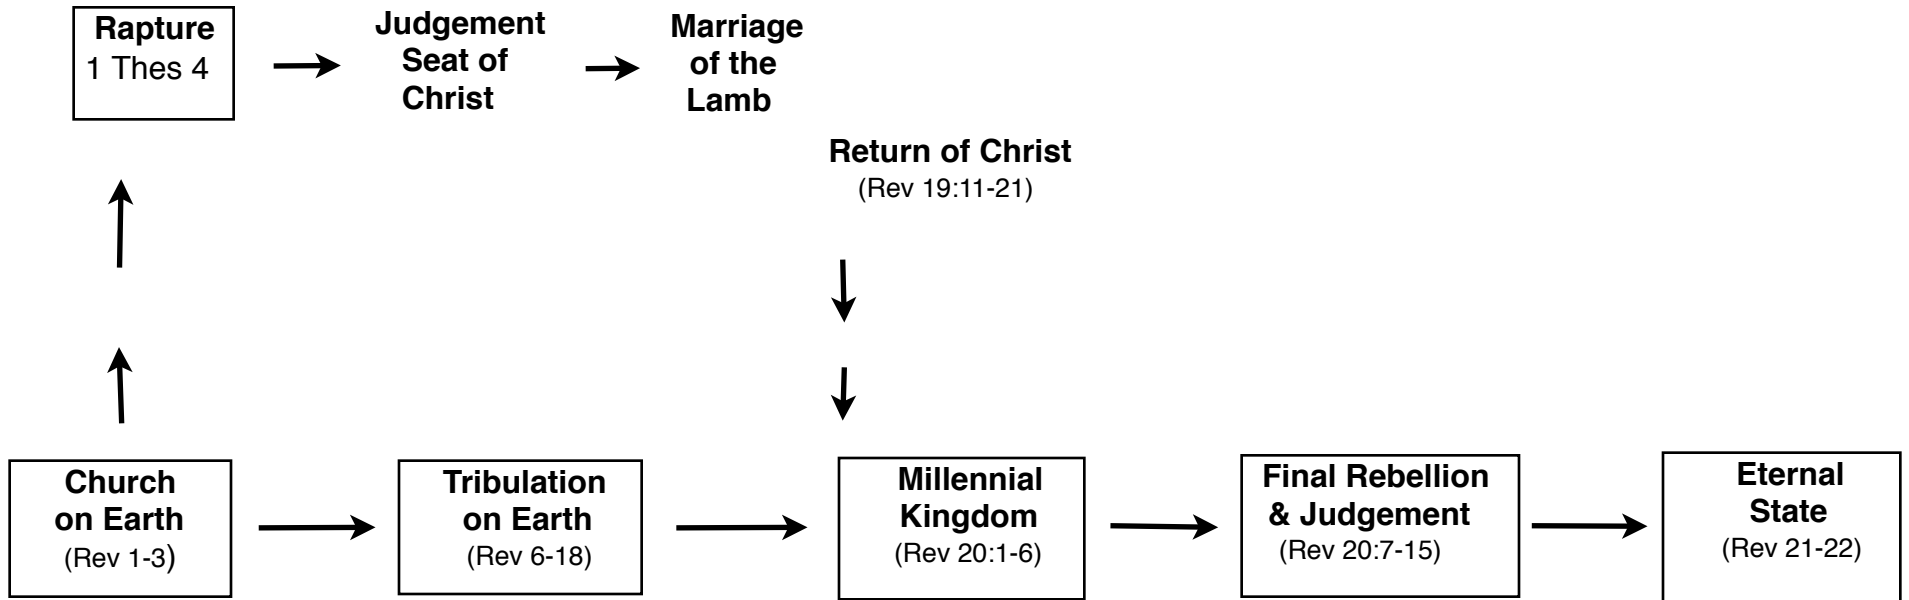 Rapture
1 Thes 4
Judgement
Seat of
Christ
Marriage
of the
Lamb
Return of Christ
(Rev 19:11-21)
Church
on Earth
(Rev 1-3)
Tribulation
on Earth
(Rev 6-18)
Millennial
Kingdom
(Rev 20:1-6)
Final Rebellion
& Judgement
(Rev 20:7-15)
Eternal
State
(Rev 21-22)